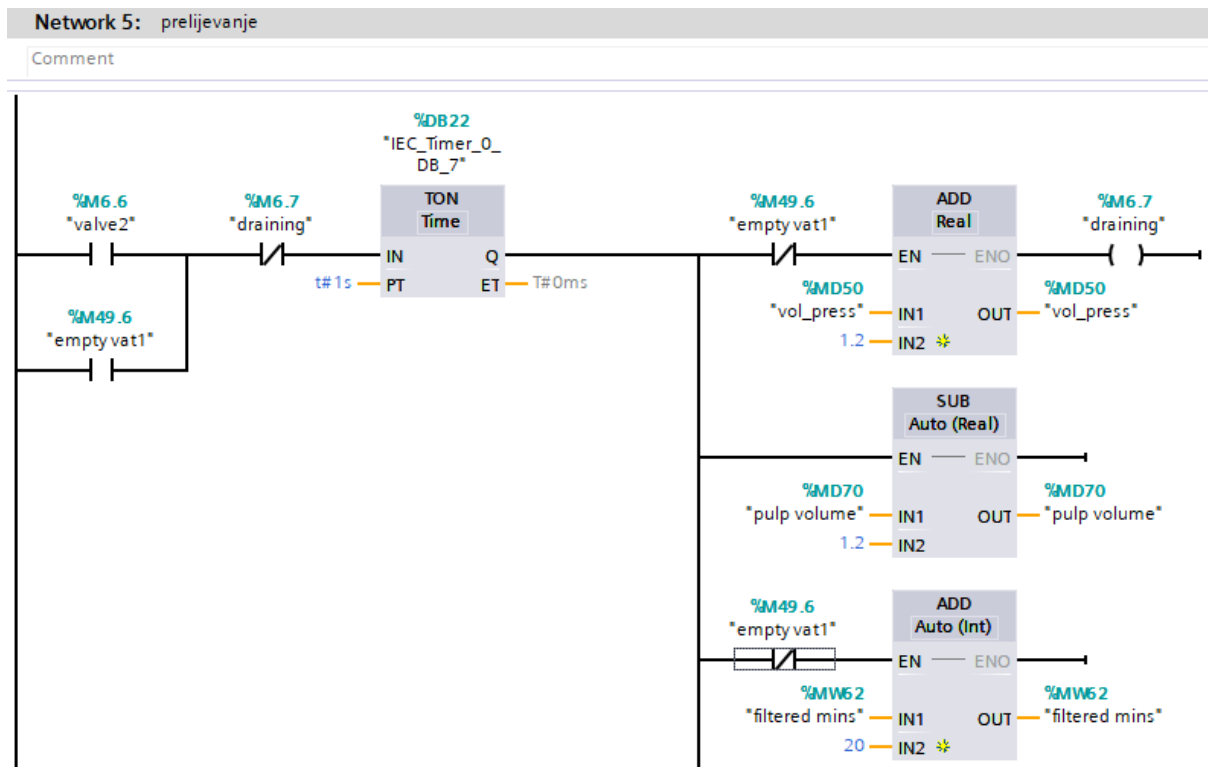 Network 5: prelijevanje
Comment
%DB22
"IEC_Timer_0_
DB_7"
%M6.6
"valve2"
%M6.7
"draining"
TON
Time
IN Q
t#1s PT ET T#0ms
%M49.6
"empty vat1"
%M49.6
"empty vat1"
ADD
Real
EN ENO
%M6.7
"draining"
%MD50
"vol_press" IN1
1.2 IN2
OUT
%MD50
"vol_press"
SUB
Auto (Real)
EN ENO
%MD70
"pulp volume" IN1
1.2 IN2
OUT
%MD70
"pulp volume"
%M49.6
"empty vat1"
ADD
Auto (Int)
EN ENO
%MW62
"filtered mins" IN1
20 IN2
OUT
%MW62
"filtered mins"